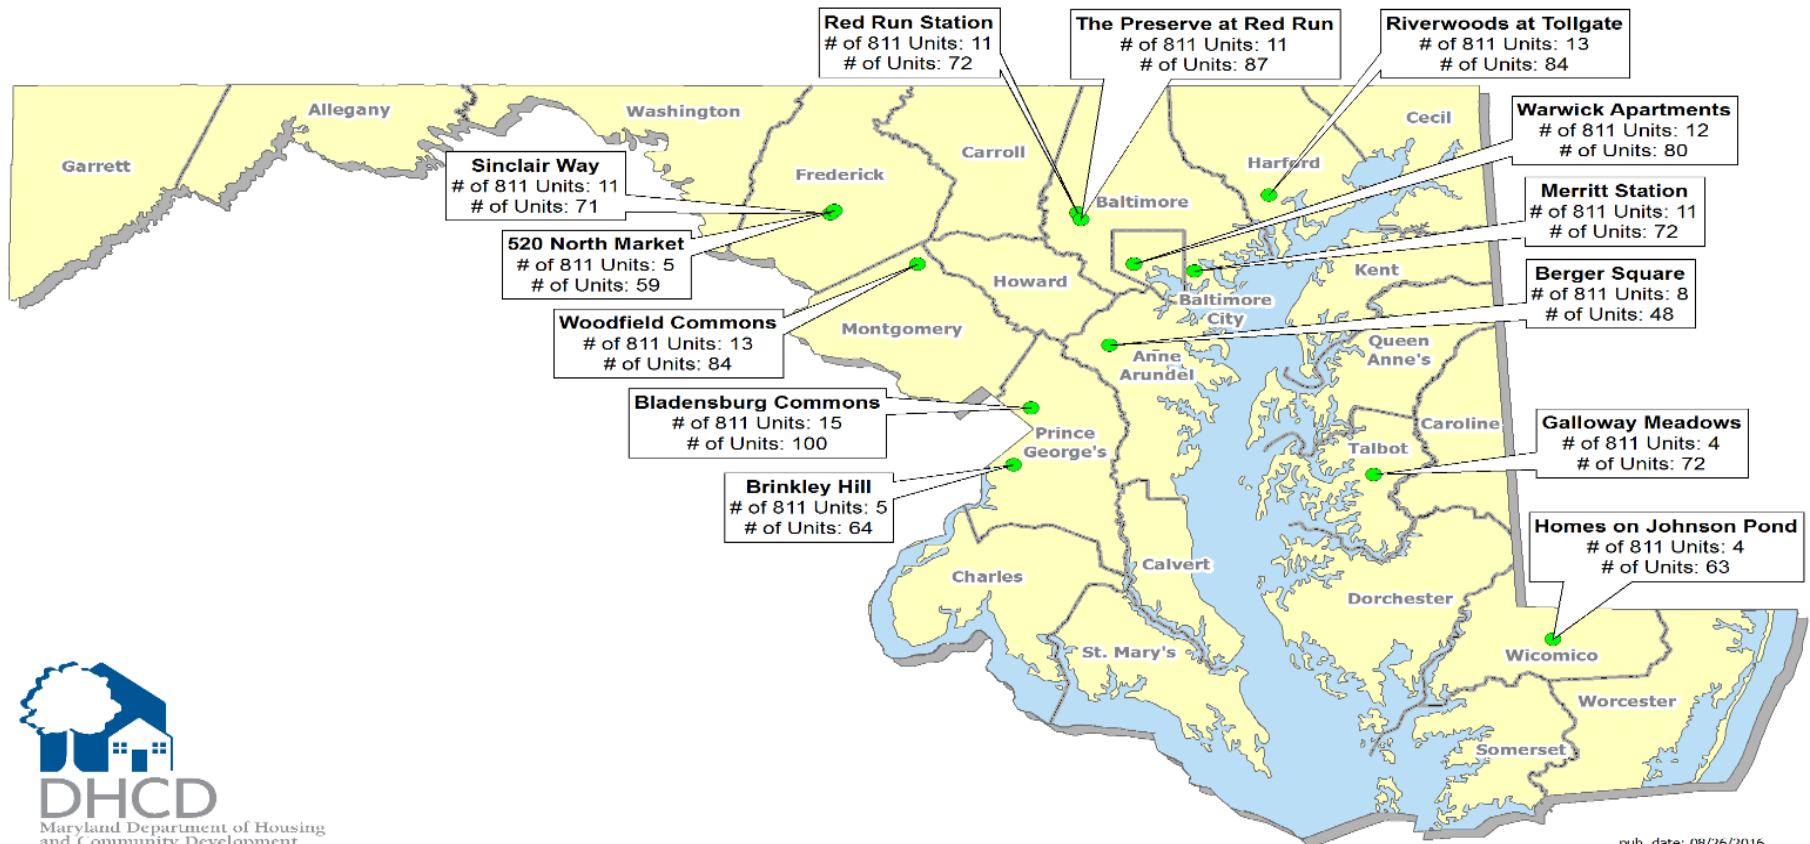 Red Run Station
# of 811 Units: 11
# of Units: 72
The Preserve at Red Run
# of 811 Units: 11
# of Units: 87
Riverwoods at Tollgate
# of 811 Units: 13
# of Units: 84
Warwick Apartments
# of 811 Units: 12
# of Units: 80
Sinclair Way
# of 811 Units: 11
# of Units: 71
Merritt Station
# of 811 Units: 11
# of Units: 72
520 North Market
# of 811 Units: 5
# of Units: 59
Berger Square
# of 811 Units: 8
# of Units: 48
Woodfield Commons
# of 811 Units: 13
# of Units: 84
Bladensburg Commons
# of 811 Units: 15
# of Units: 100
Galloway Meadows
# of 811 Units: 4
# of Units: 72
Brinkley Hill
# of 811 Units: 5
# of Units: 64
Homes on Johnson Pond
# of 811 Units: 4
# of Units: 63
Garrett
Allegany
Washington
Frederick
Carroll
Baltimore
Harford
Cecil
Howard
Baltimore
City
Kent
Montgomery
Anne
Arundel
Queen
Anne's
Prince
George's
Talbot
Caroline
Charles
Calvert
Dorchester
St. Mary's
Wicomico
Worcester
Somerset
DHCD
Maryland Department of Housing
and Community Development
pub. date: 08/26/2016